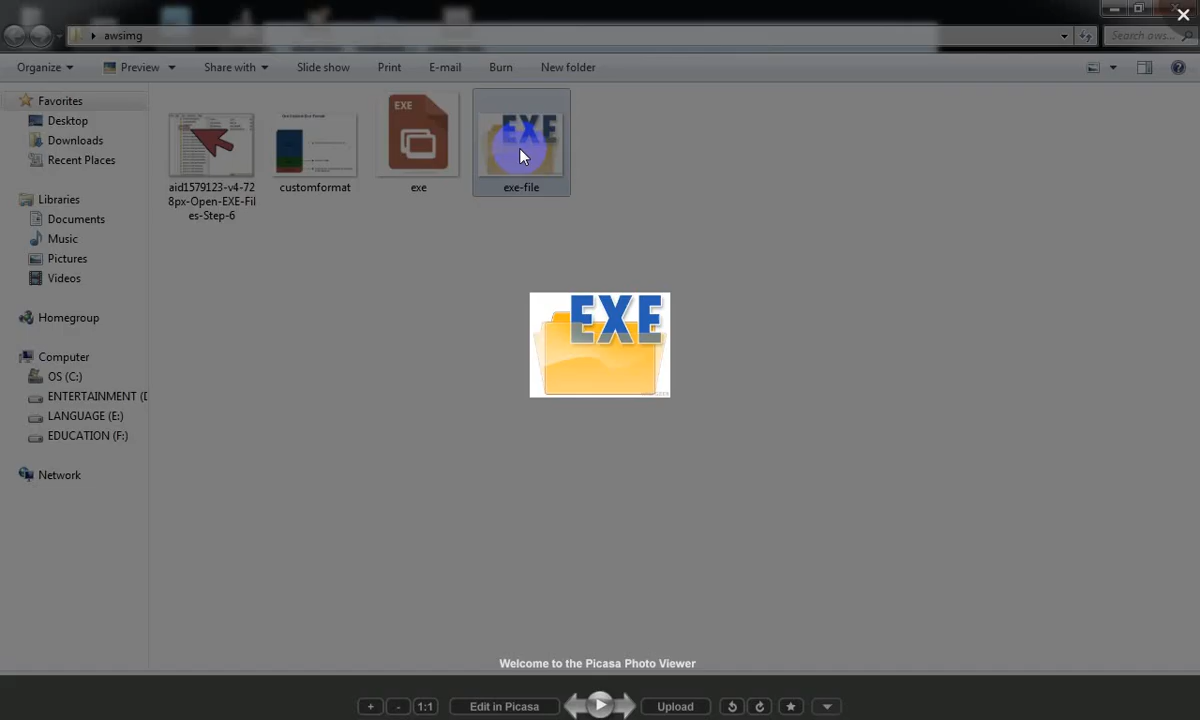 awsimg
Search aws...
Organize
Preview
Share with
Slide show
Print
E-mail
Burn
New folder
Favorites
Desktop
Downloads
Recent Places
Libraries
Documents
Music
Pictures
Videos
Homegroup
Computer
OS (C:)
ENTERTAINMENT (D
LANGUAGE (E:)
EDUCATION (F:)
Network
aid1579123-v4-72
8px-Open-EXE-Fil
es-Step-6
customformat
EXE
exe
EXE
exe-file
EXE
Welcome to the Picasa Photo Viewer
+
-
1:1
Edit in Picasa
Upload